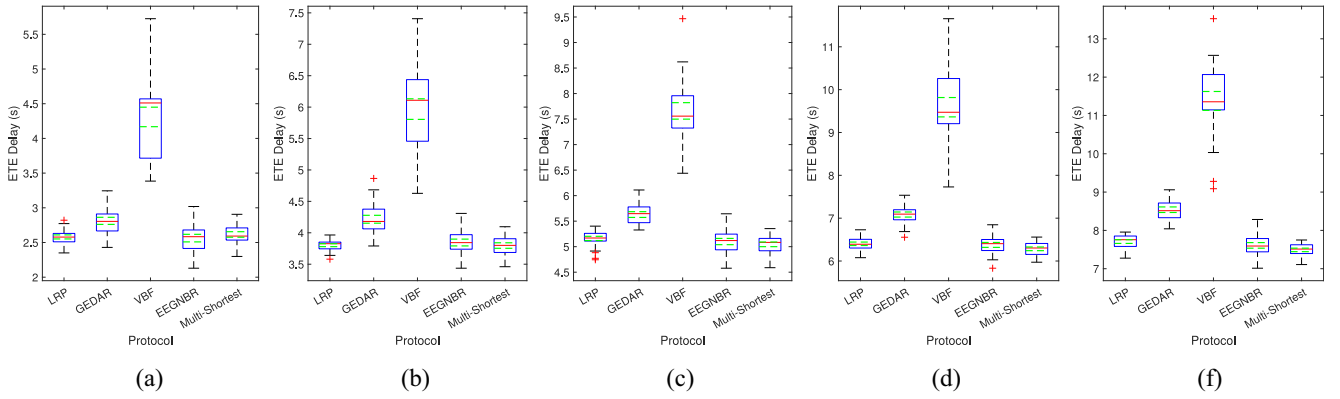 ETE Delay (s)
5.5
5
4.5
4
3.5
3
2.5
2
LRP
GEDAR
VBF
EEGNBR
Multi-Shortest
Protocol
(a)
ETE Delay (s)
7.5
7
6.5
6
5.5
5
4.5
4
3.5
LRP
GEDAR
VBF
EEGNBR
Multi-Shortest
Protocol
(b)
ETE Delay (s)
9.5
9
8.5
8
7.5
7
6.5
6
5.5
5
4.5
LRP
GEDAR
VBF
EEGNBR
Multi-Shortest
Protocol
(c)
ETE Delay (s)
11
10
9
8
7
6
LRP
GEDAR
VBF
EEGNBR
Multi-Shortest
Protocol
(d)
ETE Delay (s)
13
12
11
10
9
8
7
LRP
GEDAR
VBF
EEGNBR
Multi-Shortest
Protocol
(f)